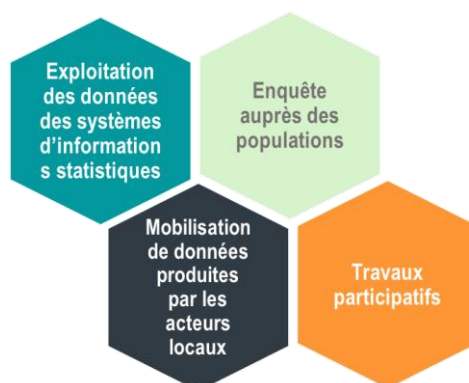 Exploitation
des données
des systèmes
d'information
s statistiques
Enquête
auprès des
populations
Mobilisation
de données
produites
par les
acteurs
locaux
Travaux
participatifs